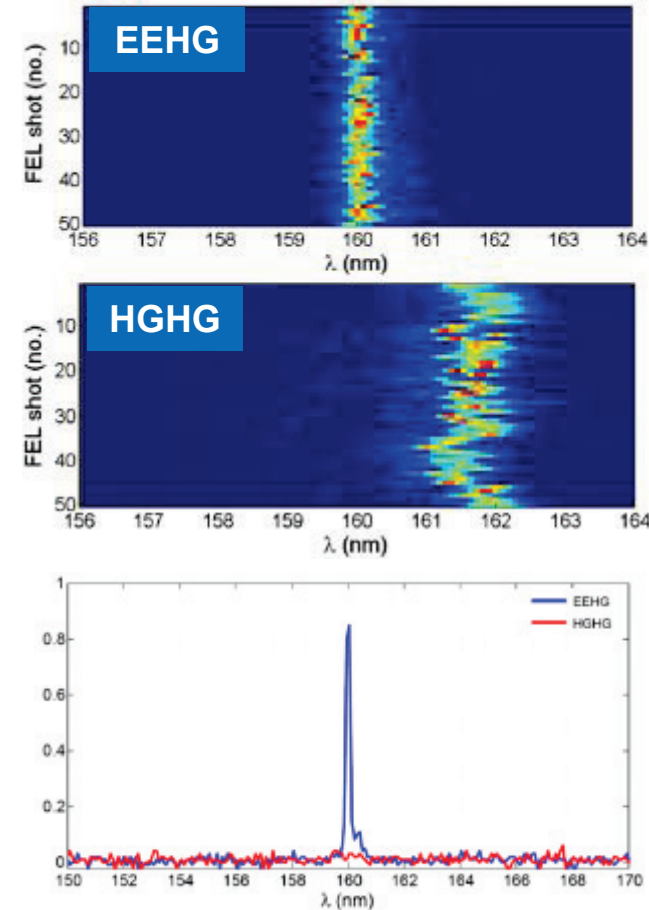 EEHG
FEL shot (no.)
10
20
30
40
50
156 157 158 159 160 161 162 163 164
λ (nm)
HGHG
FEL shot (no.)
10
20
30
40
50
156 157 158 159 160 161 162 163 164
λ (nm)
1
0.8
0.6
0.4
0.2
0
EEHG
HGHG
150 152 154 156 158 160 162 164 166 168 170
λ (nm)